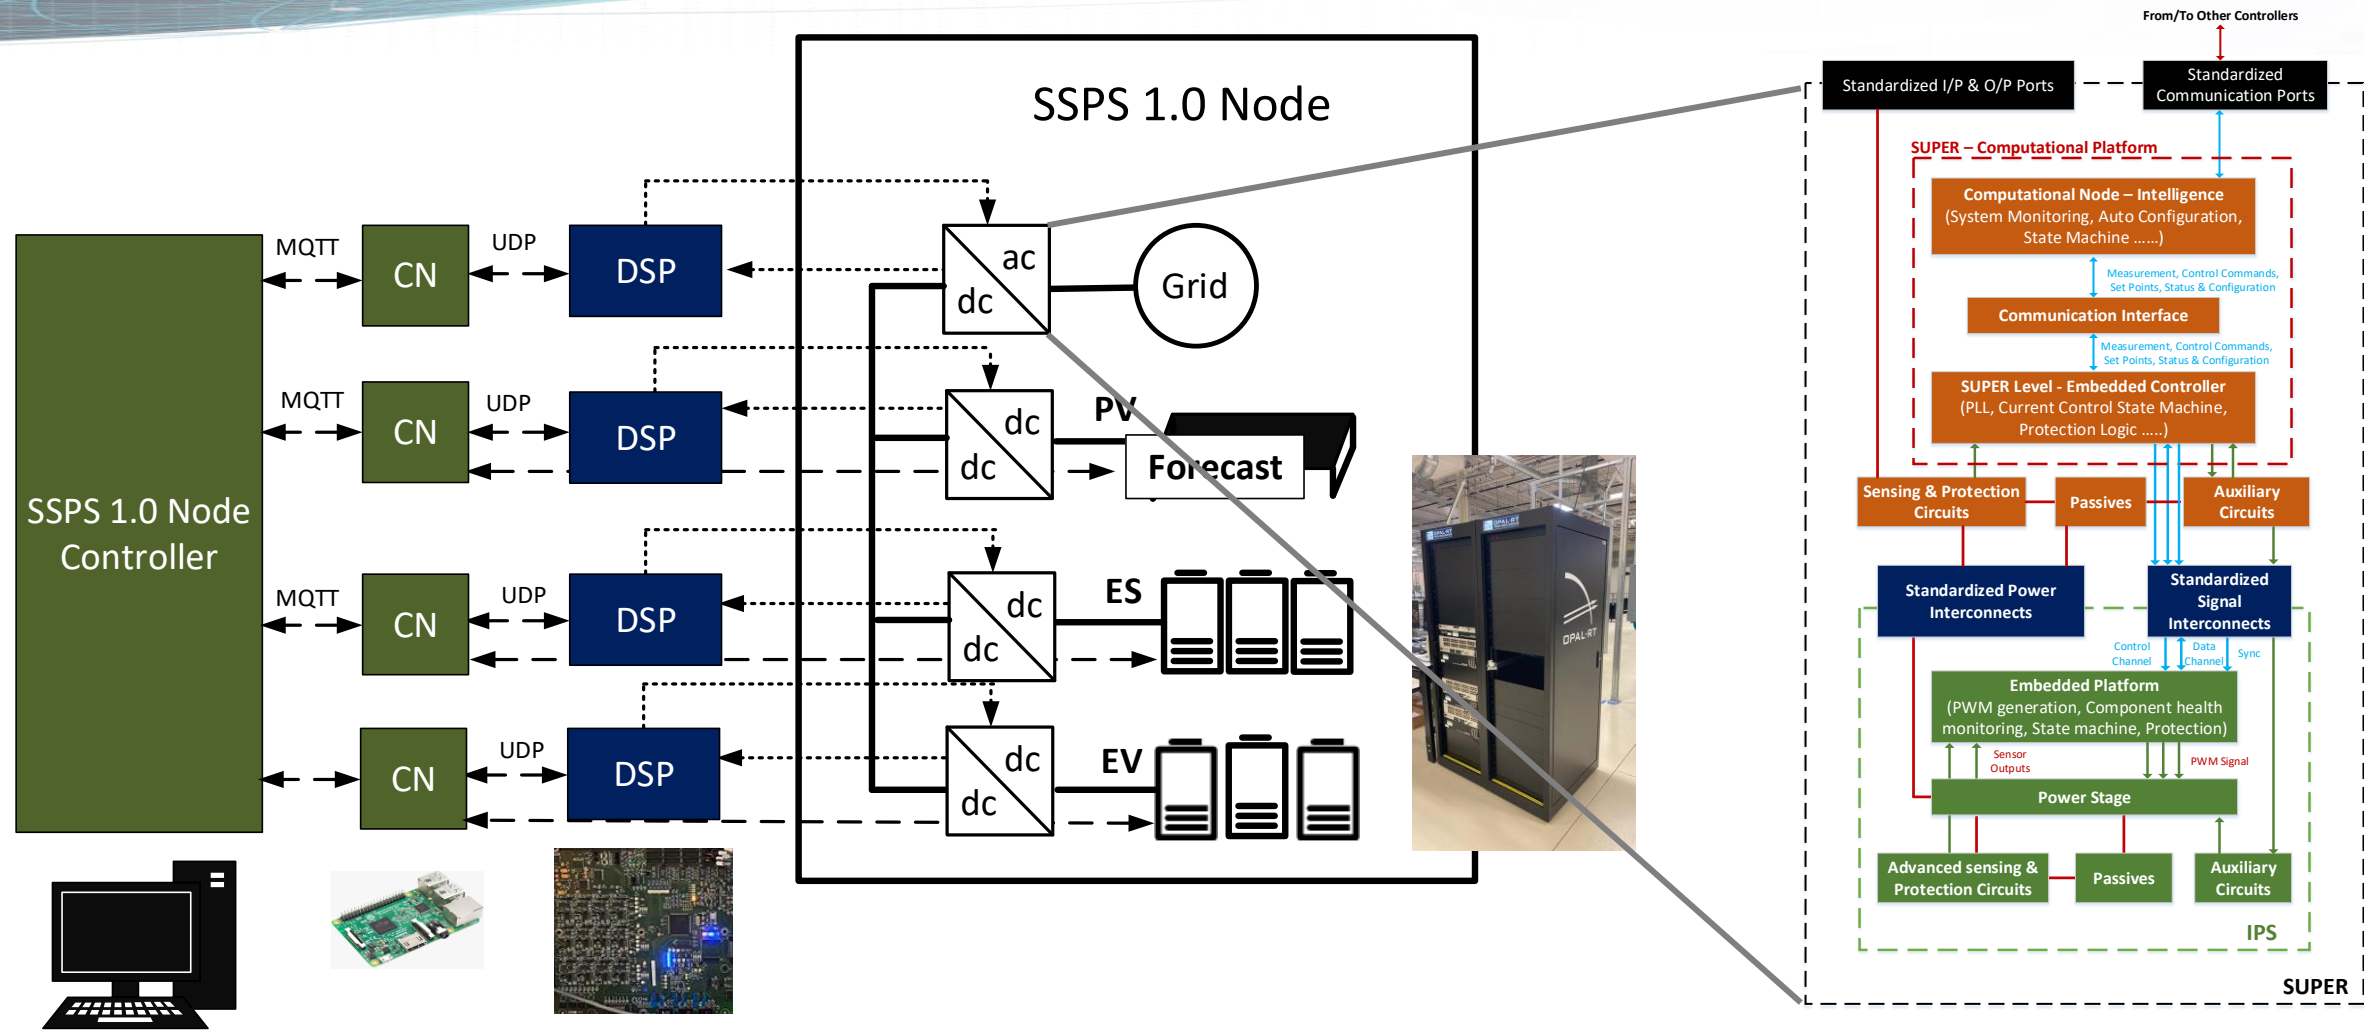 SSPS 1.0 Node
SSPS 1.0 Node
Controller
MQTT
CN
UDP
DSP
ac
dc
Grid
MQTT
CN
UDP
DSP
dc
dc
PV
Forecast
MQTT
CN
UDP
DSP
dc
dc
ES
CN
UDP
DSP
dc
dc
EV
OPAL-RT
OPAL-RT
OPAL-RT
From/To Other Controllers
Standardized I/P & O/P Ports
Standardized
Communication Ports
SUPER – Computational Platform
Computational Node – Intelligence
(System Monitoring, Auto Configuration,
State Machine ......)
Measurement, Control Commands,
Set Points, Status & Configuration
Communication Interface
Measurement, Control Commands,
Set Points, Status & Configuration
SUPER Level - Embedded Controller
(PLL, Current Control State Machine,
Protection Logic .....)
Sensing & Protection
Circuits
Passives
Auxiliary
Circuits
Standardized Power
Interconnects
Standardized
Signal
Interconnects
Control
Channel
Data
Channel
Sync
Embedded Platform
(PWM generation, Component health
monitoring, State machine, Protection)
Sensor
Outputs
PWM Signal
Power Stage
Advanced sensing &
Protection Circuits
Passives
Auxiliary
Circuits
IPS
SUPER